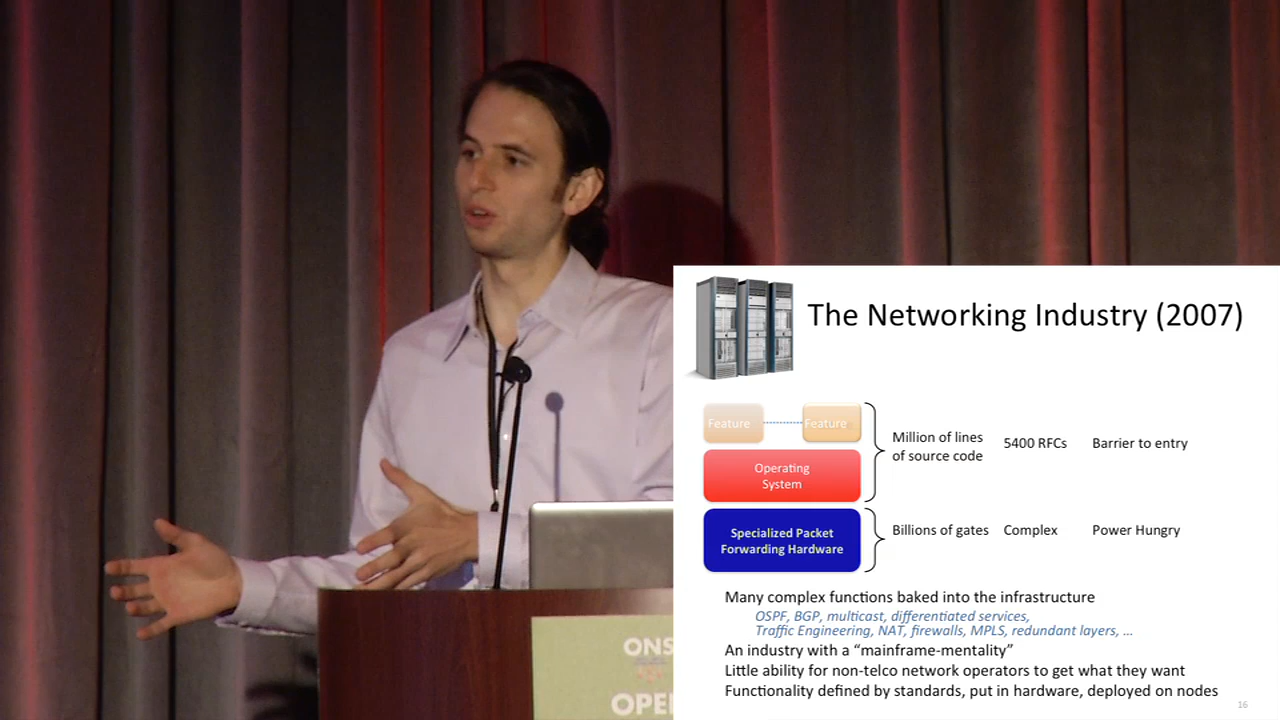 The Networking Industry (2007)
Feature
Feature
Million of lines
of source code
5400 RFCs
Barrier to entry
Operating
System
Specialized Packet
Forwarding Hardware
Billions of gates
Complex
Power Hungry
Many complex functions baked into the infrastructure
OSPF, BGP, multicast, differentiated services,
Traffic Engineering, NAT, firewalls, MPLS, redundant layers, …
An industry with a “mainframe-mentality”
Little ability for non-telco network operators to get what they want
Functionality defined by standards, put in hardware, deployed on nodes
16
ONS
OPE